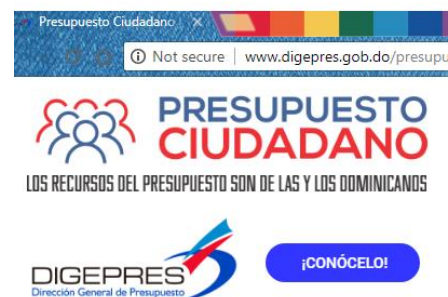 Presupuesto Ciudadano
Not secure | www.digepres.gob.do/presupu
PRESUPUESTO
CIUDADANO
LOS RECURSOS DEL PRESUPUESTO SON DE LAS Y LOS DOMINICANOS
DIGEPRES
Dirección General de Presupuesto
¡CONÓCELO!